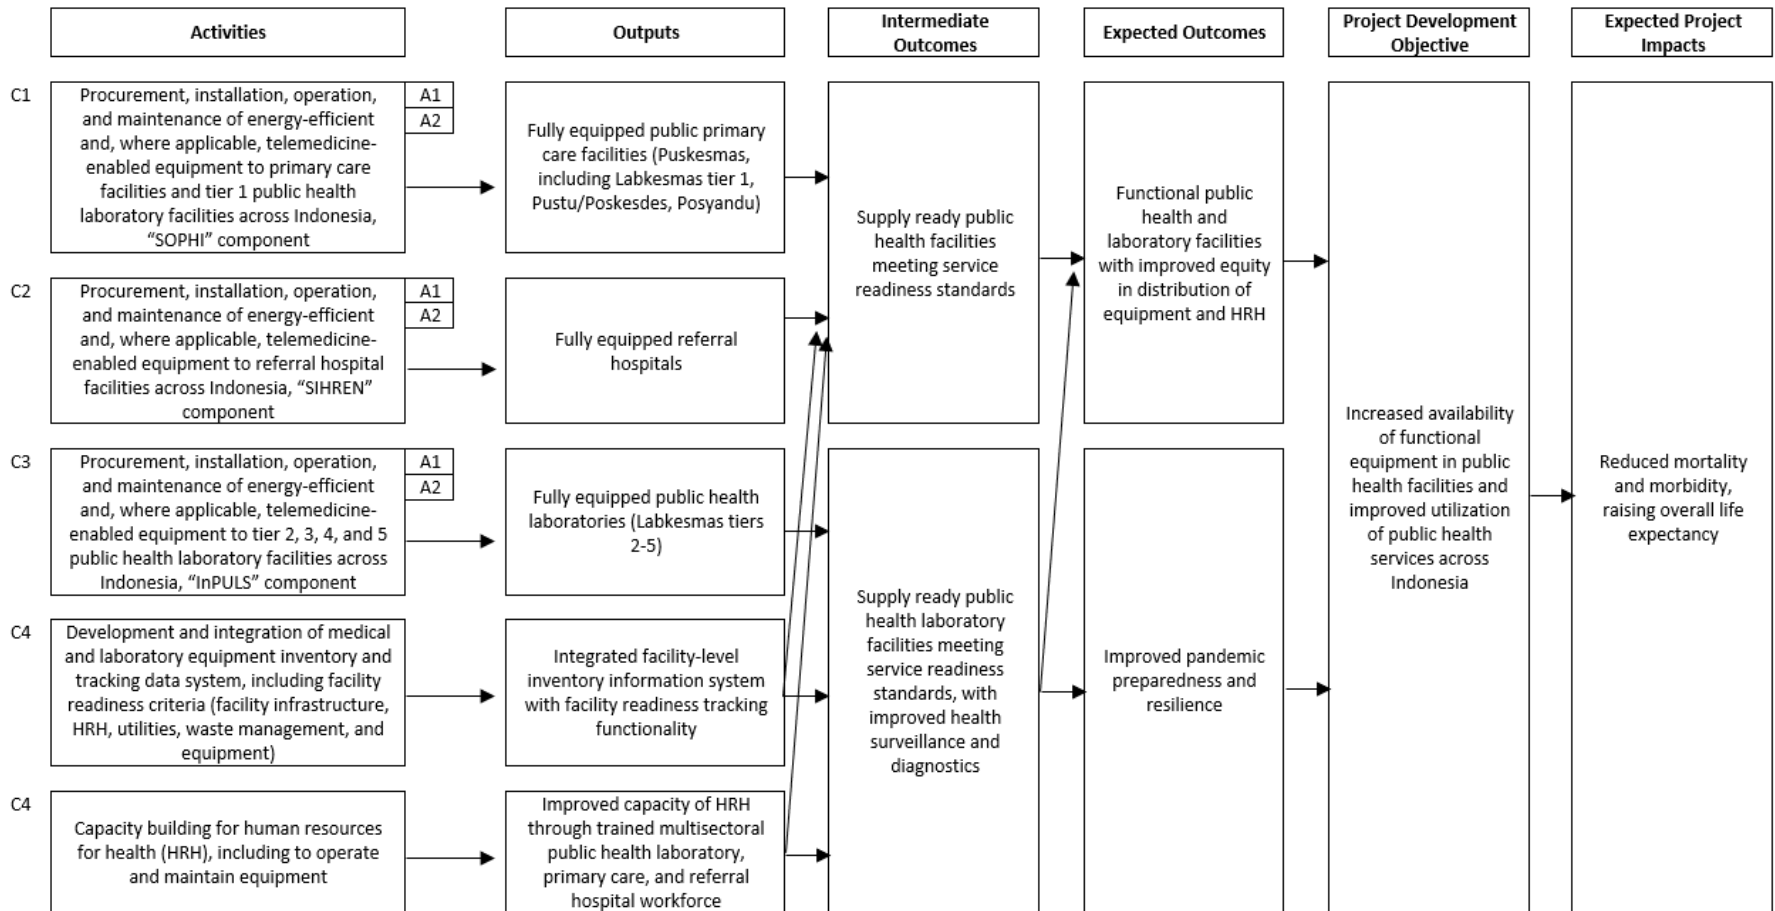 Activities
Outputs
Intermediate
Outcomes
Expected Outcomes
Project Development
Objective
Expected Project
Impacts
C1
Procurement, installation, operation,
and maintenance of energy-efficient
and, where applicable, telemedicine-
enabled equipment to primary care
facilities and tier 1 public health
laboratory facilities across Indonesia,
“SOPHI” component
A1
A2
Fully equipped public primary
care facilities (Puskesmas,
including Labkesmas tier 1,
Pustu/Poskesdes, Posyandu)
C2
Procurement, installation, operation,
and maintenance of energy-efficient
and, where applicable, telemedicine-
enabled equipment to referral hospital
facilities across Indonesia, “SIHREN”
component
A1
A2
Fully equipped referral
hospitals
Supply ready public
health facilities
meeting service
readiness standards
Functional public
health and
laboratory facilities
with improved equity
in distribution of
equipment and HRH
C3
Procurement, installation, operation,
and maintenance of energy-efficient
and, where applicable, telemedicine-
enabled equipment to tier 2, 3, 4, and 5
public health laboratory facilities across
Indonesia, “InPULS” component
A1
A2
Fully equipped public health
laboratories (Labkesmas tiers
2-5)
C4
Development and integration of medical
and laboratory equipment inventory and
tracking data system, including facility
readiness criteria (facility infrastructure,
HRH, utilities, waste management, and
equipment)
Integrated facility-level
inventory information system
with facility readiness tracking
functionality
C4
Capacity building for human resources
for health (HRH), including to operate
and maintain equipment
Improved capacity of HRH
through trained multisectoral
public health laboratory,
primary care, and referral
hospital workforce
Supply ready public
health laboratory
facilities meeting
service readiness
standards, with
improved health
surveillance and
diagnostics
Improved pandemic
preparedness and
resilience
Increased availability
of functional
equipment in public
health facilities and
improved utilization
of public health
services across
Indonesia
Reduced mortality
and morbidity,
raising overall life
expectancy